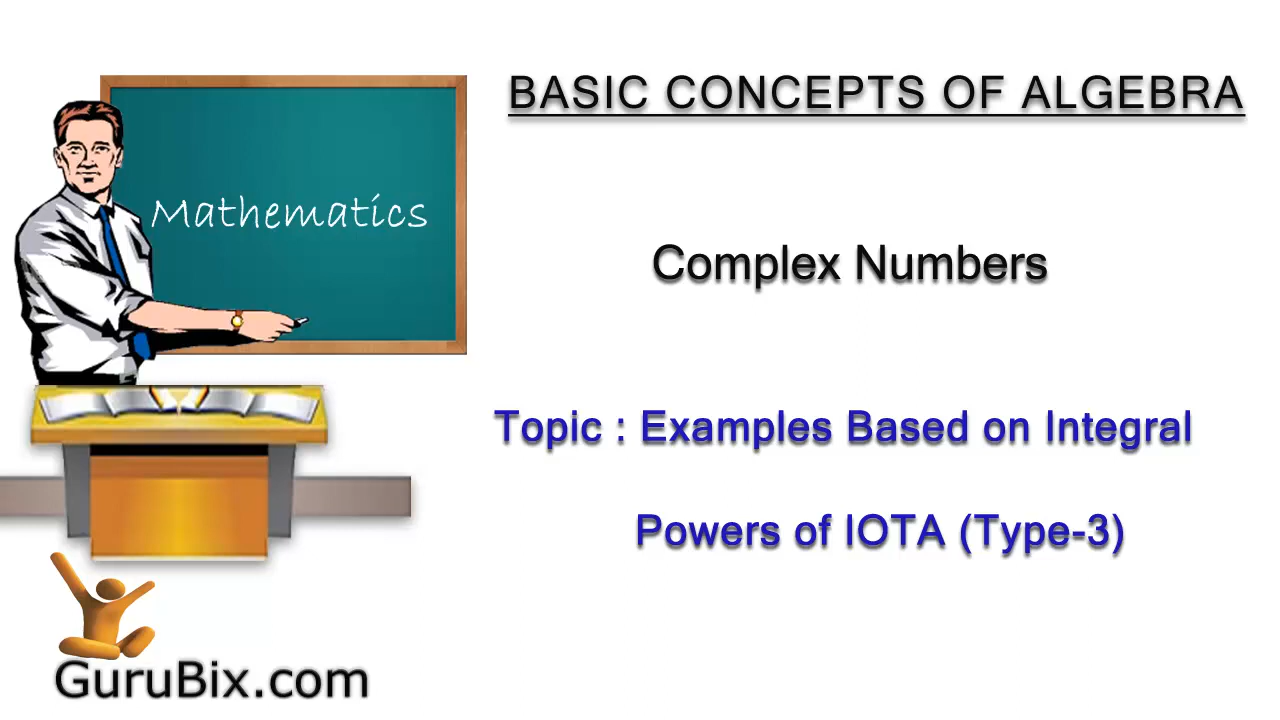 BASIC CONCEPTS OF ALGEBRA
Mathematics
Complex Numbers
Topic : Examples Based on Integral
Powers of IOTA (Type-3)
GuruBix.com